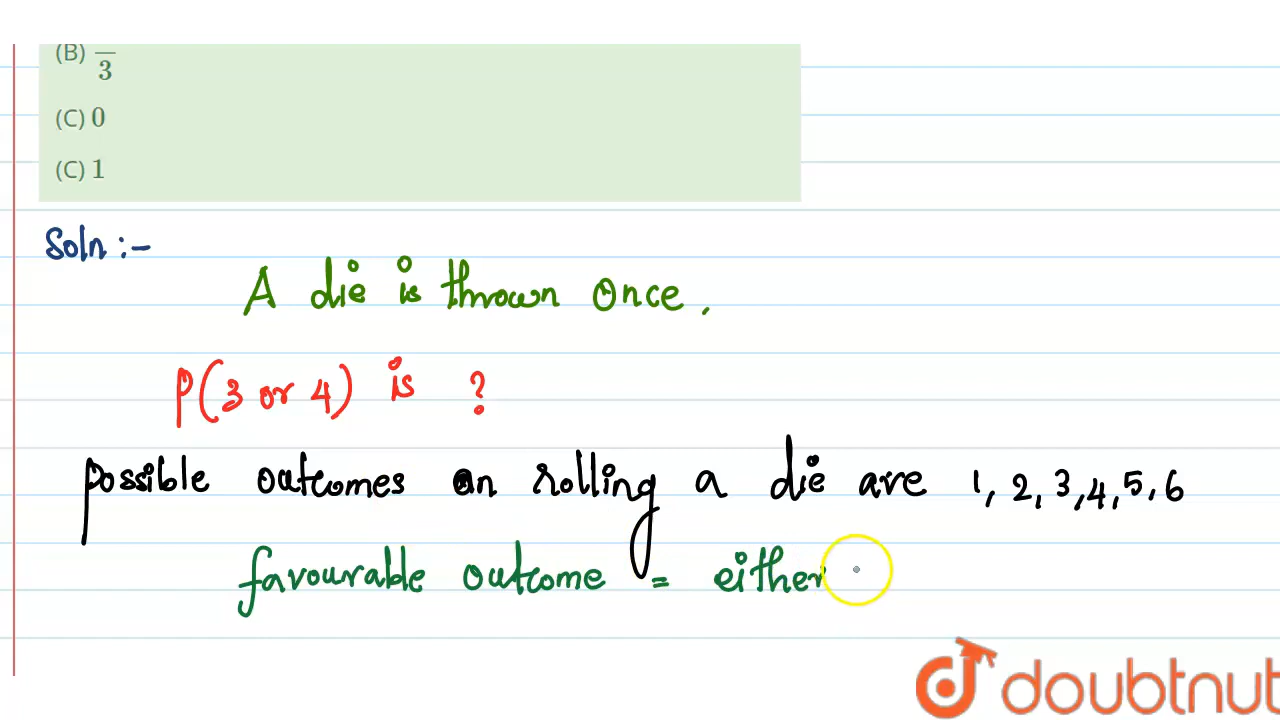 (B) 3
(C) 0
(C) 1
Soln :-
A die is thrown once.
P(3 or 4) is ?
possible outcomes on rolling a die are 1, 2, 3, 4, 5, 6
favourable outcome = either
doubtnut